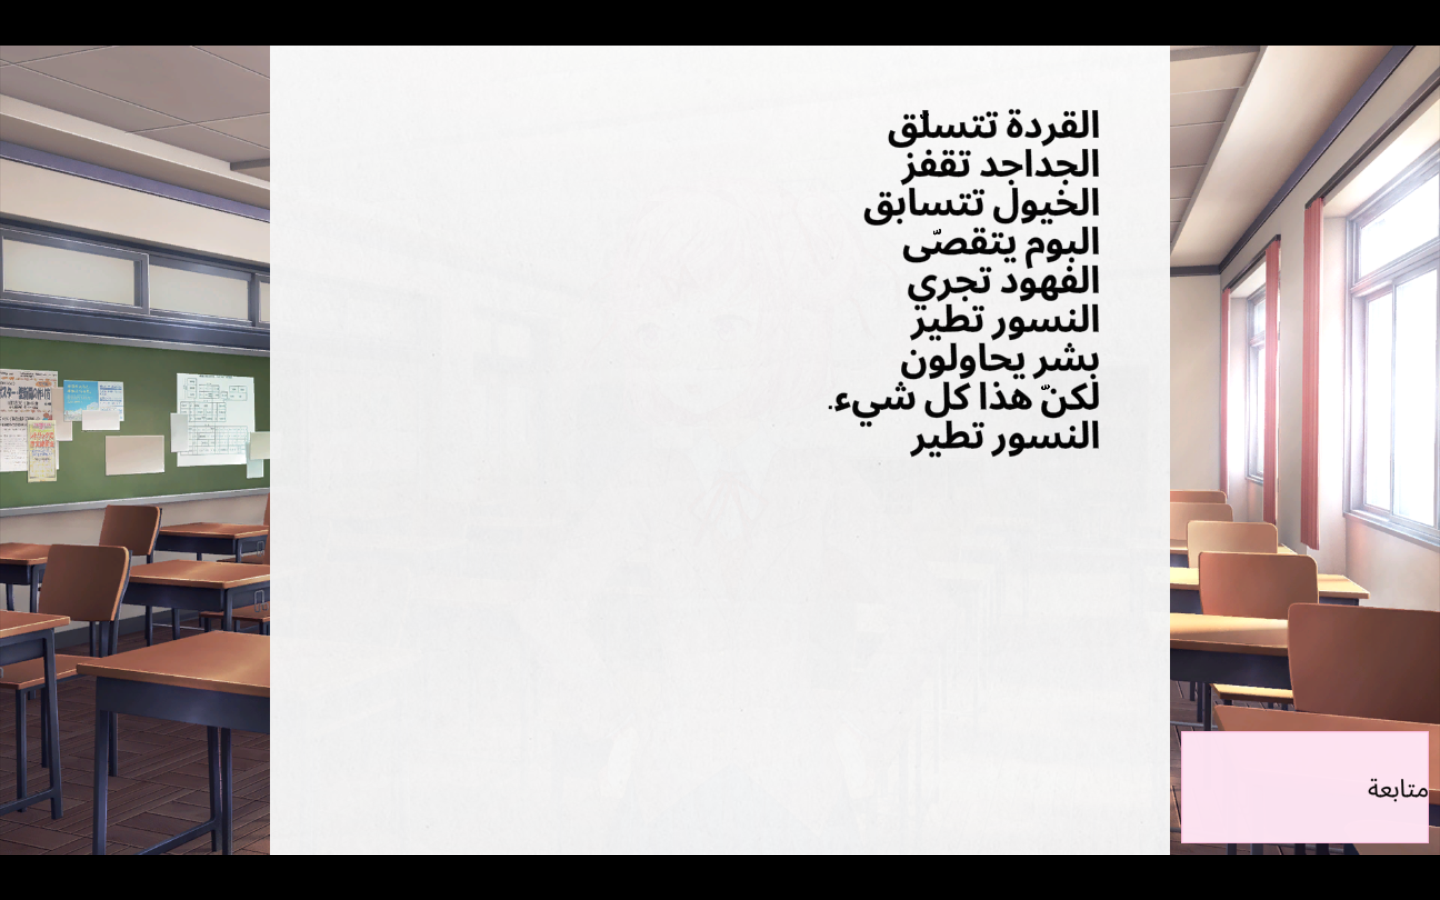 القردة تتسلّق
الجداجد تقفز
الخيول تتسابق
البوم يتقصّى
الفهود تجري
النسور تطير
بشر يحاولون
لكنّ هذا كل شيء.
النسور تطير
متابعة